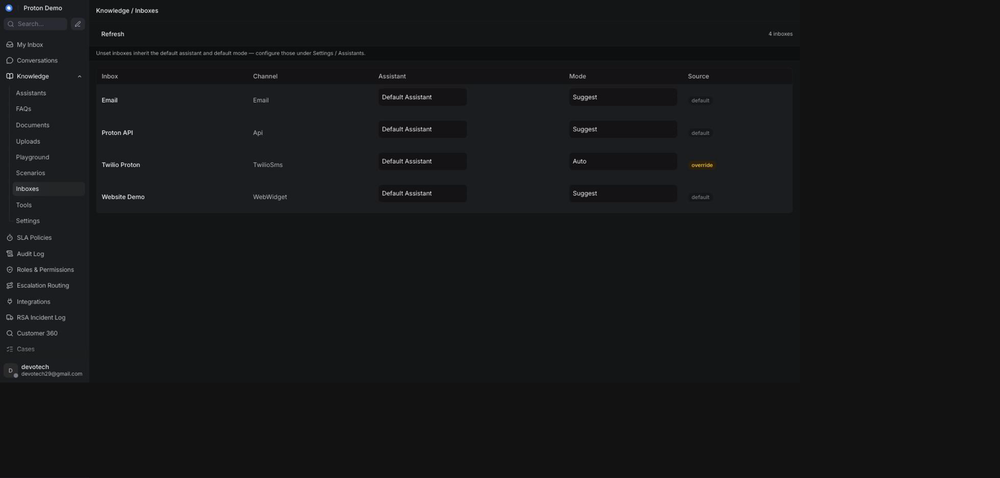 Proton Demo
Search...
My Inbox
Conversations
Knowledge
Assistants
FAQs
Documents
Uploads
Playground
Scenarios
Inboxes
Tools
Settings
SLA Policies
Audit Log
Roles & Permissions
Escalation Routing
Integrations
RSA Incident Log
Customer 360
Cases
D
devotech
devotech29@gmail.com
Knowledge / Inboxes
Refresh 4 inboxes
Unset inboxes inherit the default assistant and default mode — configure those under Settings / Assistants.
Inbox Channel Assistant Mode Source
Email Email Default Assistant Suggest default
Proton API Api Default Assistant Suggest default
Twilio Proton TwilioSms Default Assistant Auto override
Website Demo WebWidget Default Assistant Suggest default